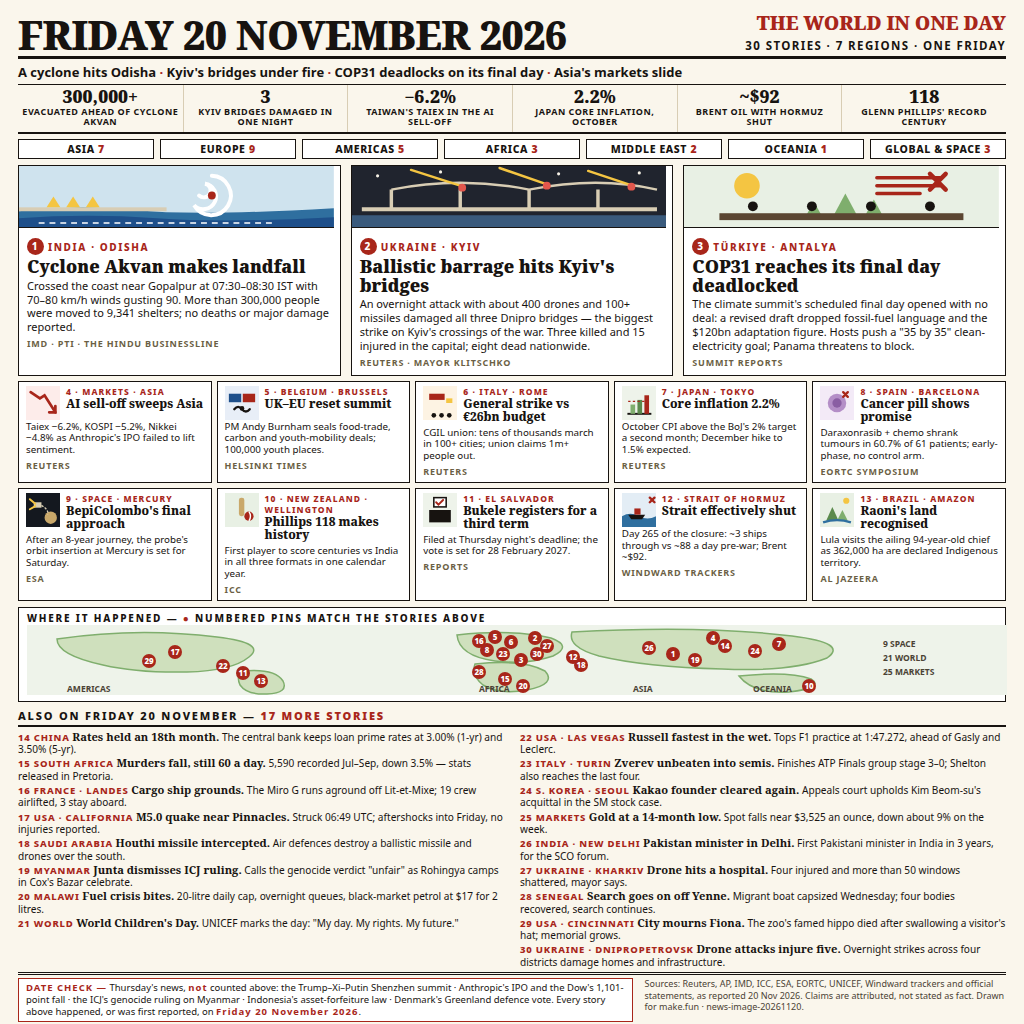 FRIDAY 20 NOVEMBER 2026
THE WORLD IN ONE DAY
30 STORIES · 7 REGIONS · ONE FRIDAY
A cyclone hits Odisha · Kyiv's bridges under fire · COP31 deadlocks on its final day · Asia's markets slide
300,000+
EVACUATED AHEAD OF CYCLONE
AKVAN
3
KYIV BRIDGES DAMAGED IN
ONE NIGHT
−6.2%
TAIWAN'S TAIEX IN THE AI
SELL-OFF
2.2%
JAPAN CORE INFLATION,
OCTOBER
~$92
BRENT OIL WITH HORMUZ
SHUT
118
GLENN PHILLIPS' RECORD
CENTURY
ASIA 7
EUROPE 9
AMERICAS 5
AFRICA 3
MIDDLE EAST 2
OCEANIA 1
GLOBAL & SPACE 3
1 INDIA · ODISHA
Cyclone Akvan makes landfall
Crossed the coast near Gopalpur at 07:30–08:30 IST with
70–80 km/h winds gusting 90. More than 300,000 people
were moved to 9,341 shelters; no deaths or major damage
reported.
IMD · PTI · THE HINDU BUSINESSLINE
2 UKRAINE · KYIV
Ballistic barrage hits Kyiv's
bridges
An overnight attack with about 400 drones and 100+
missiles damaged all three Dnipro bridges — the biggest
strike on Kyiv's crossings of the war. Three killed and 15
injured in the capital; eight dead nationwide.
REUTERS · MAYOR KLITSCHKO
3 TÜRKIYE · ANTALYA
COP31 reaches its final day
deadlocked
The climate summit's scheduled final day opened with no
deal: a revised draft dropped fossil-fuel language and the
$120bn adaptation figure. Hosts push a "35 by 35" clean-
electricity goal; Panama threatens to block.
SUMMIT REPORTS
4 · MARKETS · ASIA
AI sell-off sweeps Asia
Taiex −6.2%, KOSPI −5.2%, Nikkei
−4.8% as Anthropic's IPO failed to lift
sentiment.
REUTERS
5 · BELGIUM · BRUSSELS
UK–EU reset summit
PM Andy Burnham seals food-trade,
carbon and youth-mobility deals;
100,000 youth places.
HELSINKI TIMES
6 · ITALY · ROME
General strike vs
€26bn budget
CGIL union: tens of thousands march
in 100+ cities; union claims 1m+
people out.
REUTERS
7 · JAPAN · TOKYO
Core inflation 2.2%
October CPI above the BoJ's 2% target
a second month; December hike to
1.5% expected.
REUTERS
8 · SPAIN · BARCELONA
Cancer pill shows
promise
Daraxonrasib + chemo shrank
tumours in 60.7% of 61 patients; early-
phase, no control arm.
EORTC SYMPOSIUM
9 · SPACE · MERCURY
BepiColombo's final
approach
After an 8-year journey, the probe's
orbit insertion at Mercury is set for
Saturday.
ESA
10 · NEW ZEALAND ·
WELLINGTON
Phillips 118 makes
history
First player to score centuries vs India
in all three formats in one calendar
year.
ICC
11 · EL SALVADOR
Bukele registers for a
third term
Filed at Thursday night's deadline; the
vote is set for 28 February 2027.
REPORTS
12 · STRAIT OF HORMUZ
Strait effectively shut
Day 265 of the closure: ~3 ships
through vs ~88 a day pre-war; Brent
~$92.
WINDWARD TRACKERS
13 · BRAZIL · AMAZON
Raoni's land
recognised
Lula visits the ailing 94-year-old chief
as 362,000 ha are declared Indigenous
territory.
AL JAZEERA
WHERE IT HAPPENED — ● NUMBERED PINS MATCH THE STORIES ABOVE
29
17
22
11
13
AMERICAS
16
5
6
2
27
8
23
3
30
12
18
28
15
20
AFRICA
26
1
19
4
14
24
7
ASIA
OCEANIA
10
9 SPACE
21 WORLD
25 MARKETS
ALSO ON FRIDAY 20 NOVEMBER — 17 MORE STORIES
14 CHINA Rates held an 18th month. The central bank keeps loan prime rates at 3.00% (1-yr) and
3.50% (5-yr).
15 SOUTH AFRICA Murders fall, still 60 a day. 5,590 recorded Jul–Sep, down 3.5% — stats
released in Pretoria.
16 FRANCE · LANDES Cargo ship grounds. The Miro G runs aground off Lit-et-Mixe; 19 crew
airlifted, 3 stay aboard.
17 USA · CALIFORNIA M5.0 quake near Pinnacles. Struck 06:49 UTC; aftershocks into Friday, no
injuries reported.
18 SAUDI ARABIA Houthi missile intercepted. Air defences destroy a ballistic missile and
drones over the south.
19 MYANMAR Junta dismisses ICJ ruling. Calls the genocide verdict "unfair" as Rohingya camps
in Cox's Bazar celebrate.
20 MALAWI Fuel crisis bites. 20-litre daily cap, overnight queues, black-market petrol at $17 for 2
litres.
21 WORLD World Children's Day. UNICEF marks the day: "My day. My rights. My future."
22 USA · LAS VEGAS Russell fastest in the wet. Tops F1 practice at 1:47.272, ahead of Gasly and
Leclerc.
23 ITALY · TURIN Zverev unbeaten into semis. Finishes ATP Finals group stage 3–0; Shelton
also reaches the last four.
24 S. KOREA · SEOUL Kakao founder cleared again. Appeals court upholds Kim Beom-su's
acquittal in the SM stock case.
25 MARKETS Gold at a 14-month low. Spot falls near $3,525 an ounce, down about 9% on the
week.
26 INDIA · NEW DELHI Pakistan minister in Delhi. First Pakistani minister in India in 3 years,
for the SCO forum.
27 UKRAINE · KHARKIV Drone hits a hospital. Four injured and more than 50 windows
shattered, mayor says.
28 SENEGAL Search goes on off Yenne. Migrant boat capsized Wednesday; four bodies
recovered, search continues.
29 USA · CINCINNATI City mourns Fiona. The zoo's famed hippo died after swallowing a visitor's
hat; memorial grows.
30 UKRAINE · DNIPROPETROVSK Drone attacks injure five. Overnight strikes across four
districts damage homes and infrastructure.
DATE CHECK — Thursday's news, not counted above: the Trump–Xi–Putin Shenzhen summit · Anthropic's IPO and the Dow's 1,101-
point fall · the ICJ's genocide ruling on Myanmar · Indonesia's asset-forfeiture law · Denmark's Greenland defence vote. Every story
above happened, or was first reported, on Friday 20 November 2026.
Sources: Reuters, AP, IMD, ICC, ESA, EORTC, UNICEF, Windward trackers and official
statements, as reported 20 Nov 2026. Claims are attributed, not stated as fact. Drawn
for make.fun · news-image-20261120.